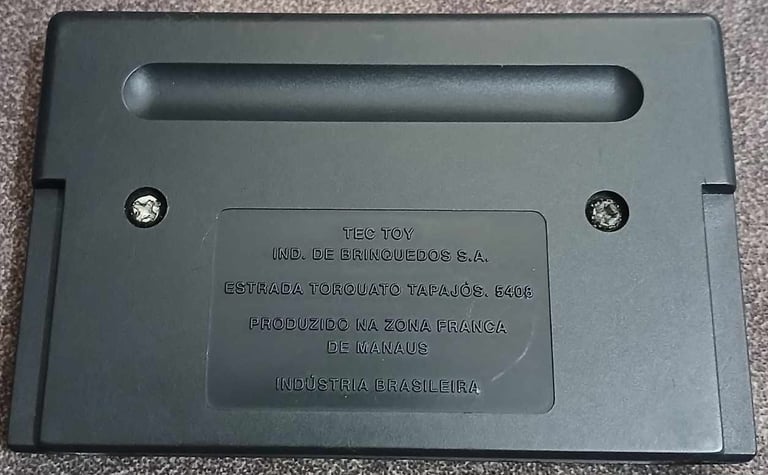 TEC TOY
IND. DE BRINQUEDOS S.A.
ESTRADA TORQUATO TAPAJÓS. 5408
PRODUZIDO NA ZONA FRANCA
DE MANAUS
INDÚSTRIA BRASILEIRA